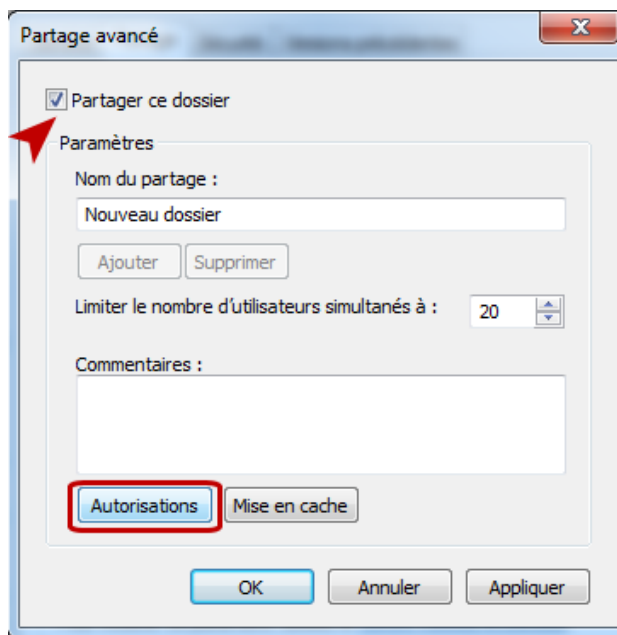 Partage avancé
Partager ce dossier
Paramètres
Nom du partage :
Nouveau dossier
Ajouter Supprimer
Limiter le nombre d'utilisateurs simultanés à : 20
Commentaires :
Autorisations Mise en cache
OK Annuler Appliquer